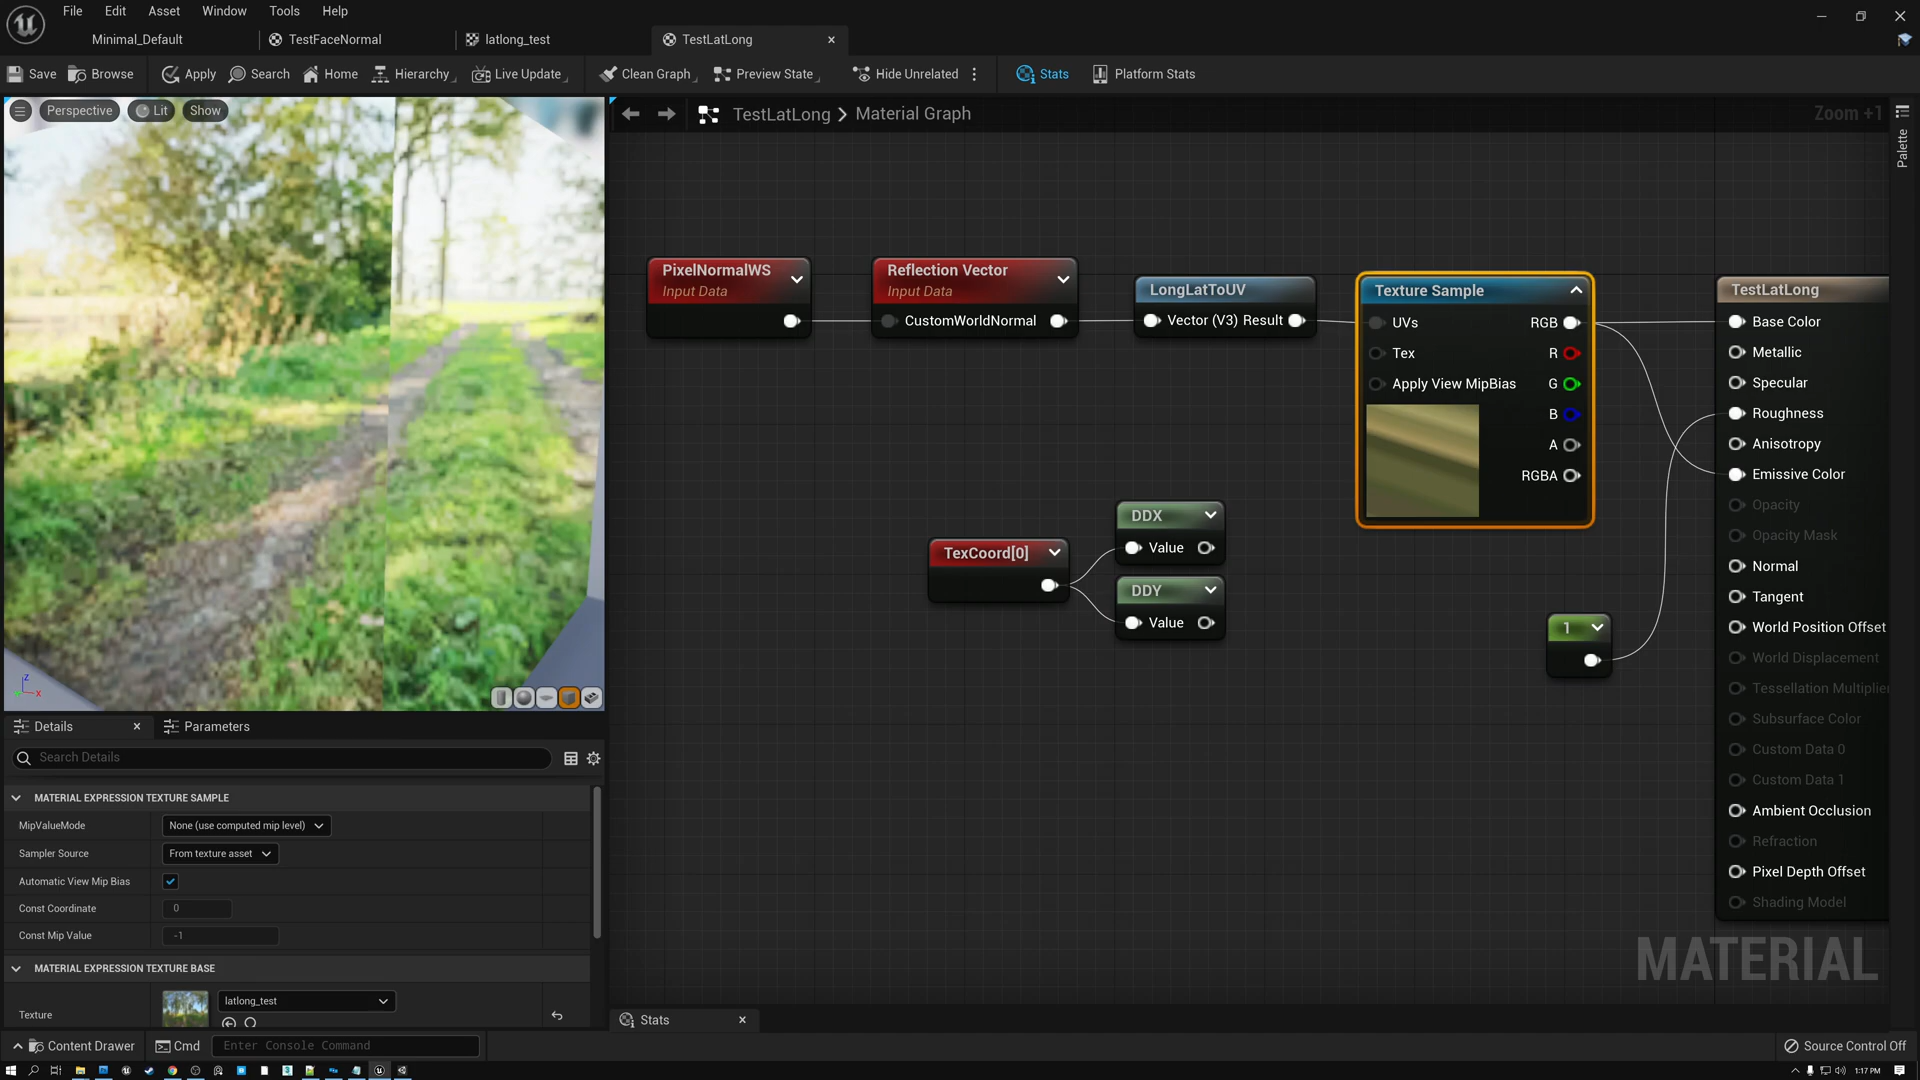 File Edit Asset Window Tools Help
Minimal_Default TestFaceNormal latlong_test TestLatLong
Save Browse Apply Search Home Hierarchy Live Update Clean Graph Preview State Hide Unrelated Stats Platform Stats
Perspective Lit Show
TestLatLong > Material Graph
Zoom +1
Palette
PixelNormalWS
Input Data
Reflection Vector
Input Data
CustomWorldNormal
LongLatToUV
Vector (V3) Result
Texture Sample
UVs RGB
Tex R
Apply View MipBias G
B
A
RGBA
TestLatLong
Base Color
Metallic
Specular
Roughness
Anisotropy
Emissive Color
Opacity
Opacity Mask
Normal
Tangent
World Position Offset
World Displacement
Tessellation Multiplier
Subsurface Color
Custom Data 0
Custom Data 1
Ambient Occlusion
Refraction
Pixel Depth Offset
Shading Model
DDX
Value
TexCoord[0]
DDY
Value
1
MATERIAL
Z
X
Details Parameters
Search Details
MATERIAL EXPRESSION TEXTURE SAMPLE
MipValueMode None (use computed mip level)
Sampler Source From texture asset
Automatic View Mip Bias
Const Coordinate 0
Const Mip Value -1
MATERIAL EXPRESSION TEXTURE BASE
Texture latlong_test
Stats
Content Drawer Cmd Enter Console Command Source Control Off
1:17 PM